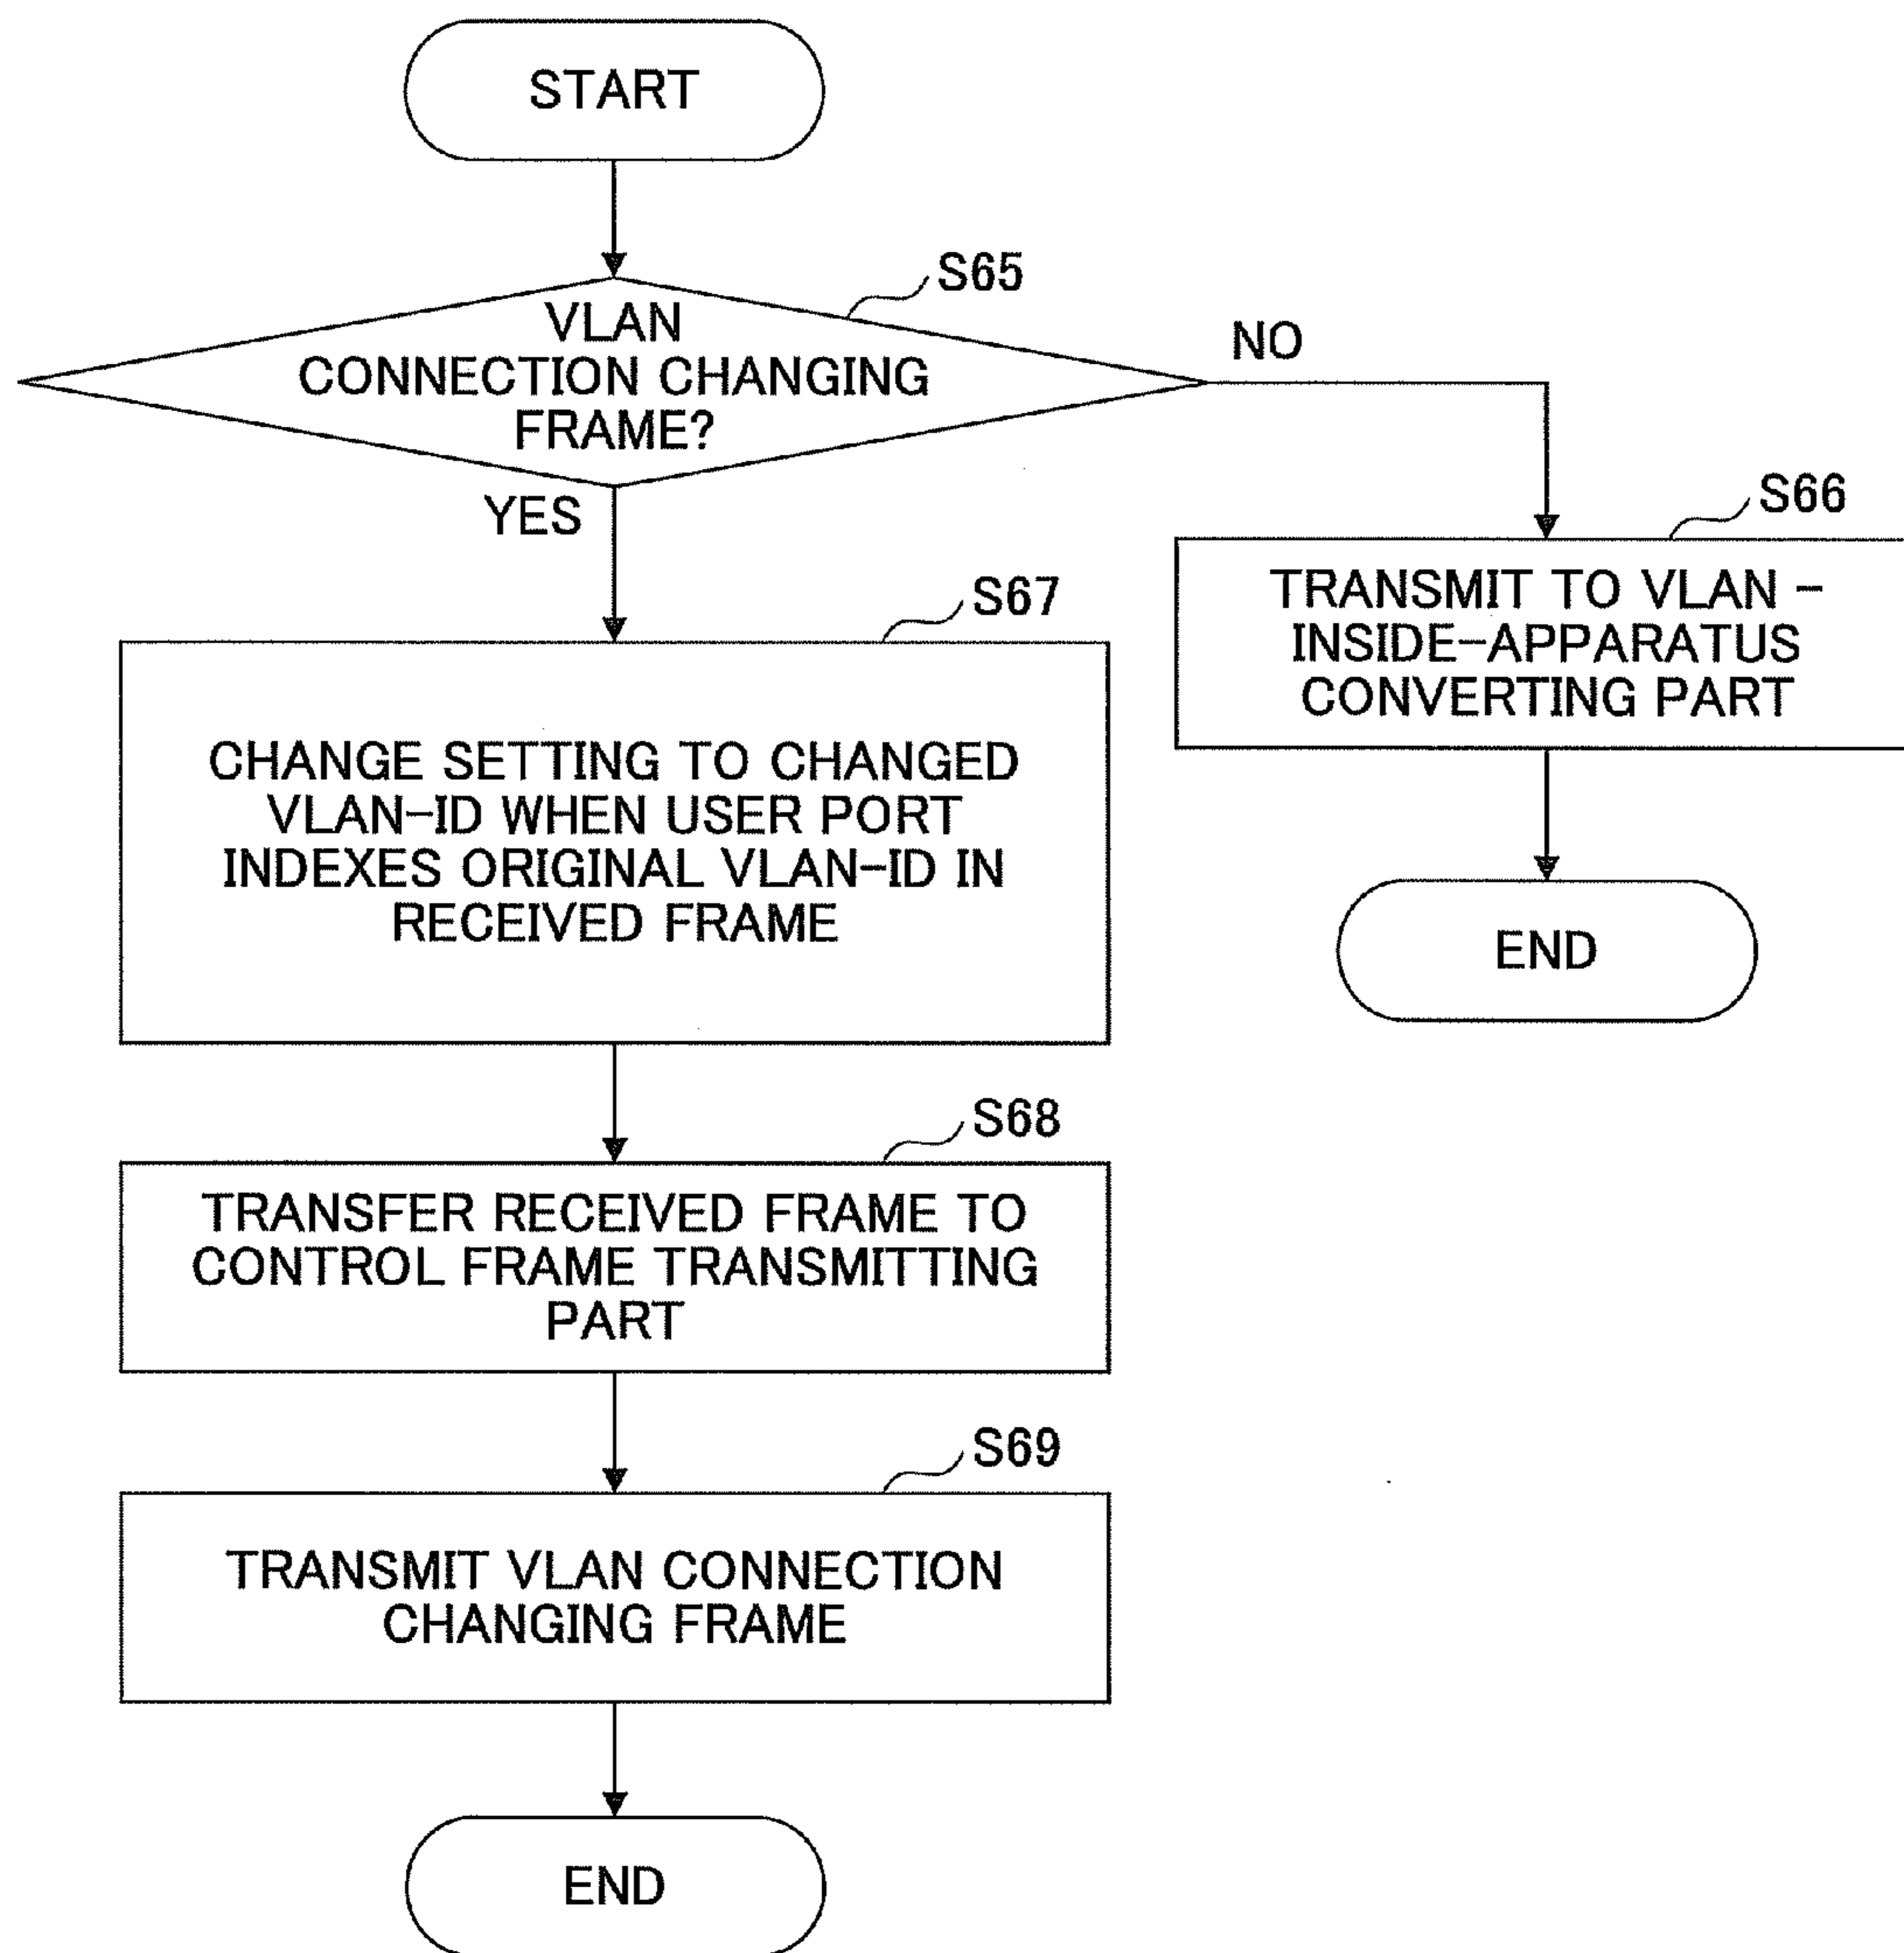 START
S65
VLAN
CONNECTION CHANGING
FRAME?
NO
YES
S66
TRANSMIT TO VLAN -
INSIDE-APPARATUS
CONVERTING PART
END
S67
CHANGE SETTING TO CHANGED
VLAN-ID WHEN USER PORT
INDEXES ORIGINAL VLAN-ID IN
RECEIVED FRAME
S68
TRANSFER RECEIVED FRAME TO
CONTROL FRAME TRANSMITTING
PART
S69
TRANSMIT VLAN CONNECTION
CHANGING FRAME
END